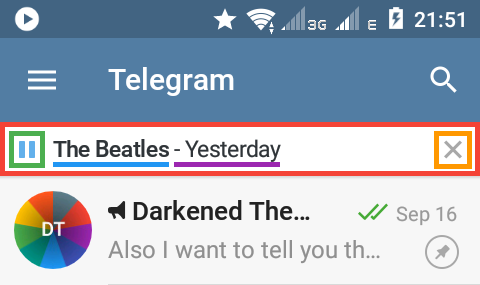 3G E 21:51
Telegram
The Beatles - Yesterday
DT Darkened The... Sep 16
Also I want to tell you th...